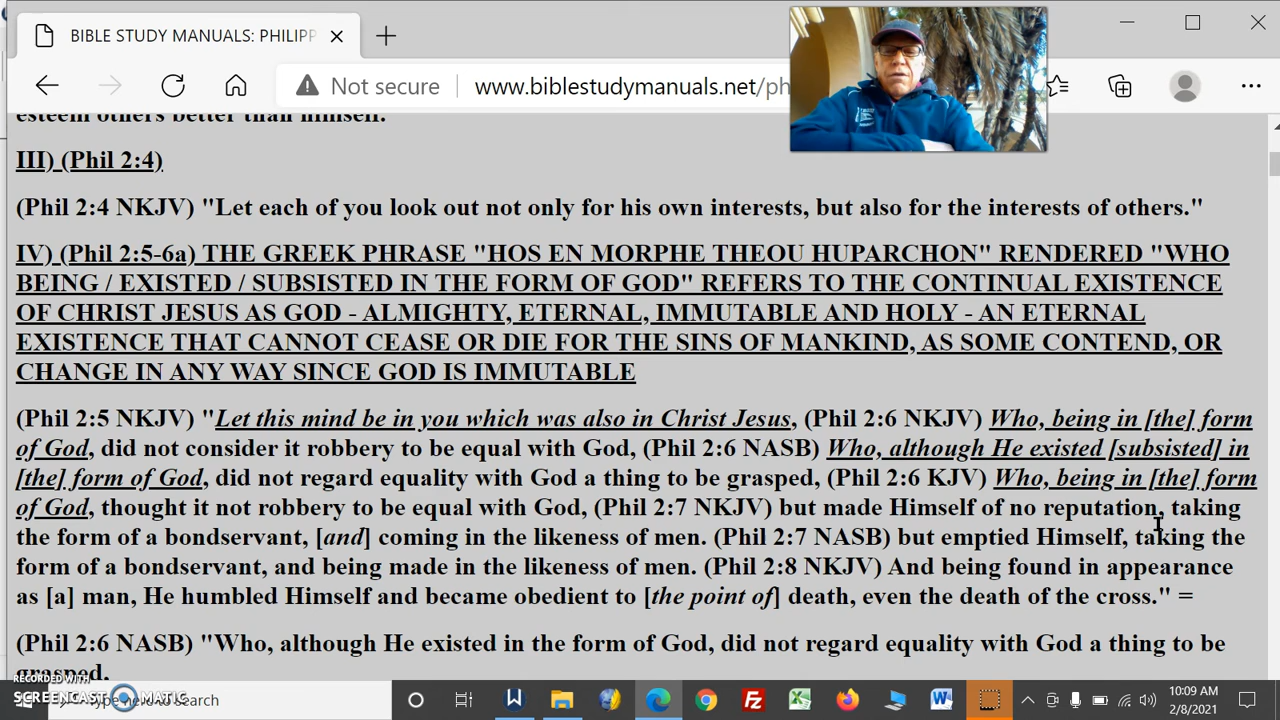 BIBLE STUDY MANUALS: PHILIPP
Not secure
www.biblestudymanuals.net/ph
esteem others better than himself.
III) (Phil 2:4)
(Phil 2:4 NKJV) "Let each of you look out not only for his own interests, but also for the interests of others."
IV) (Phil 2:5-6a) THE GREEK PHRASE "HOS EN MORPHE THEOU HUPARCHON" RENDERED "WHO
BEING / EXISTED / SUBSISTED IN THE FORM OF GOD" REFERS TO THE CONTINUAL EXISTENCE
OF CHRIST JESUS AS GOD - ALMIGHTY, ETERNAL, IMMUTABLE AND HOLY - AN ETERNAL
EXISTENCE THAT CANNOT CEASE OR DIE FOR THE SINS OF MANKIND, AS SOME CONTEND, OR
CHANGE IN ANY WAY SINCE GOD IS IMMUTABLE
(Phil 2:5 NKJV) "Let this mind be in you which was also in Christ Jesus, (Phil 2:6 NKJV) Who, being in [the] form
of God, did not consider it robbery to be equal with God, (Phil 2:6 NASB) Who, although He existed [subsisted] in
[the] form of God, did not regard equality with God a thing to be grasped, (Phil 2:6 KJV) Who, being in [the] form
of God, thought it not robbery to be equal with God, (Phil 2:7 NKJV) but made Himself of no reputation, taking
the form of a bondservant, [and] coming in the likeness of men. (Phil 2:7 NASB) but emptied Himself, taking the
form of a bondservant, and being made in the likeness of men. (Phil 2:8 NKJV) And being found in appearance
as [a] man, He humbled Himself and became obedient to [the point of] death, even the death of the cross." =
(Phil 2:6 NASB) "Who, although He existed in the form of God, did not regard equality with God a thing to be
grasped,
RECORDED WITH
SCREENCAST MATIC
Type here to search
10:09 AM
2/8/2021